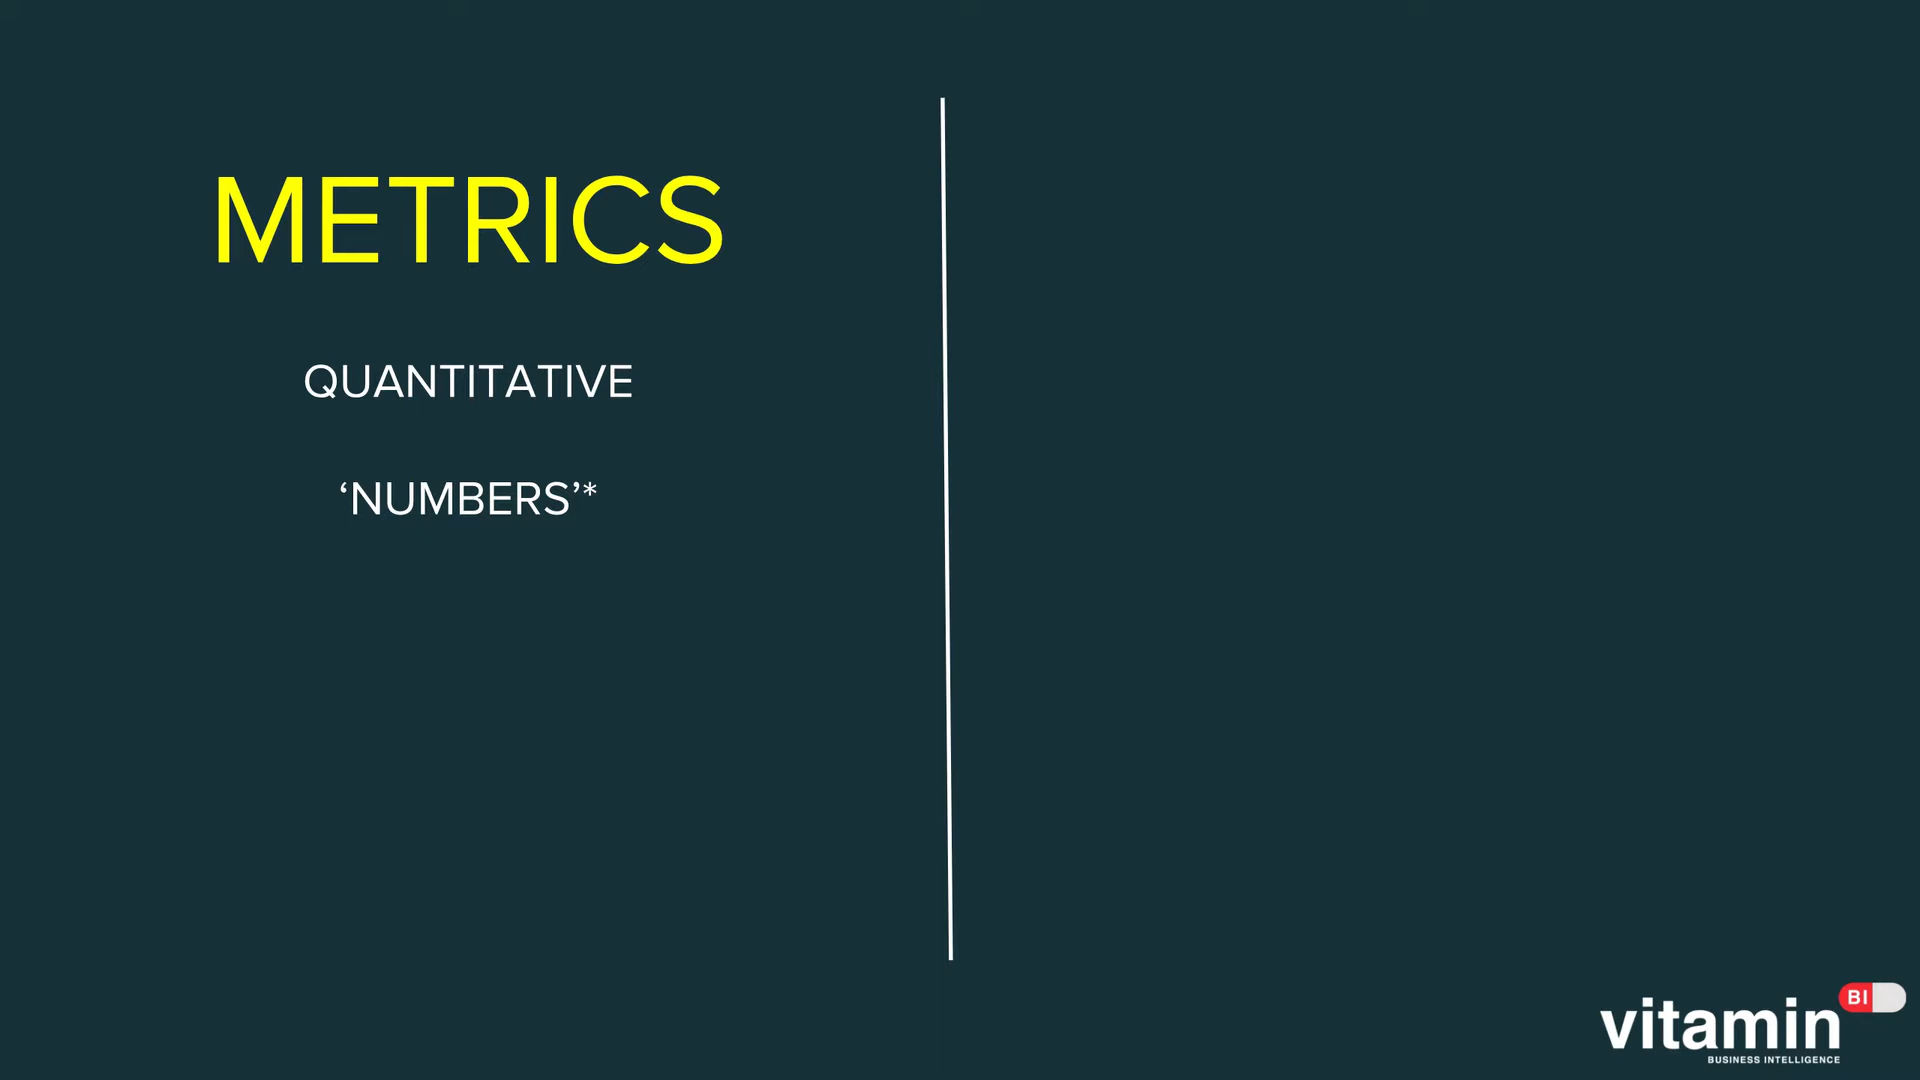 METRICS
QUANTITATIVE
‘NUMBERS’*
vitamin BI
BUSINESS INTELLIGENCE